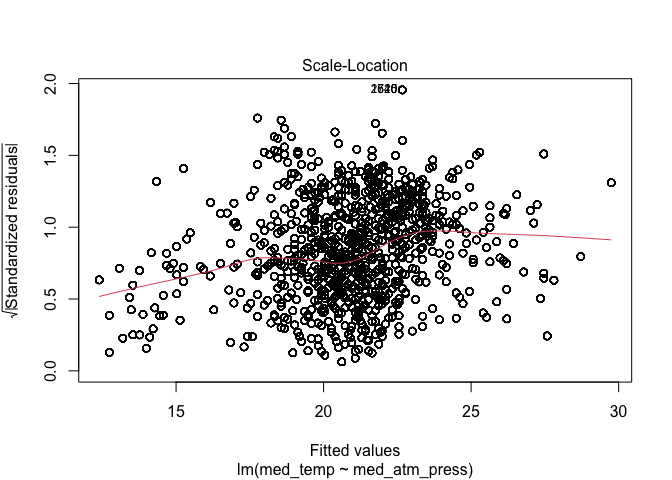 Scale-Location
√|Standardized residuals|
2.0
1.5
1.0
0.5
0.0
15 20 25 30
Fitted values
lm(med_temp ~ med_atm_press)